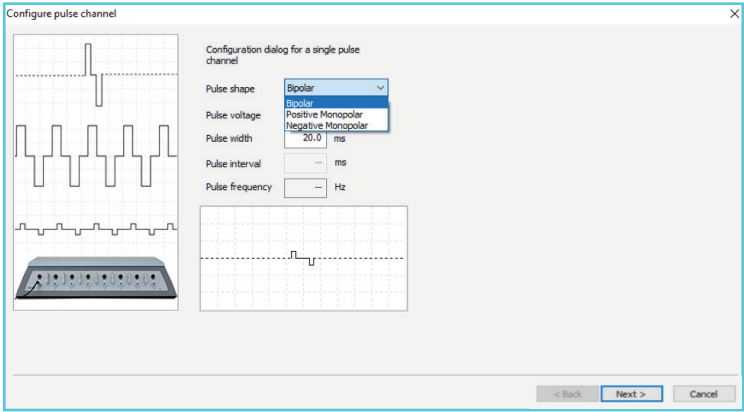 Configure pulse channel
Configuration dialog for a single pulse
channel
Pulse shape Bipolar
Bipolar
Positive Monopolar
Negative Monopolar
Pulse voltage
Pulse width 20.0 ms
Pulse interval -- ms
Pulse frequency -- Hz
< Back Next > Cancel